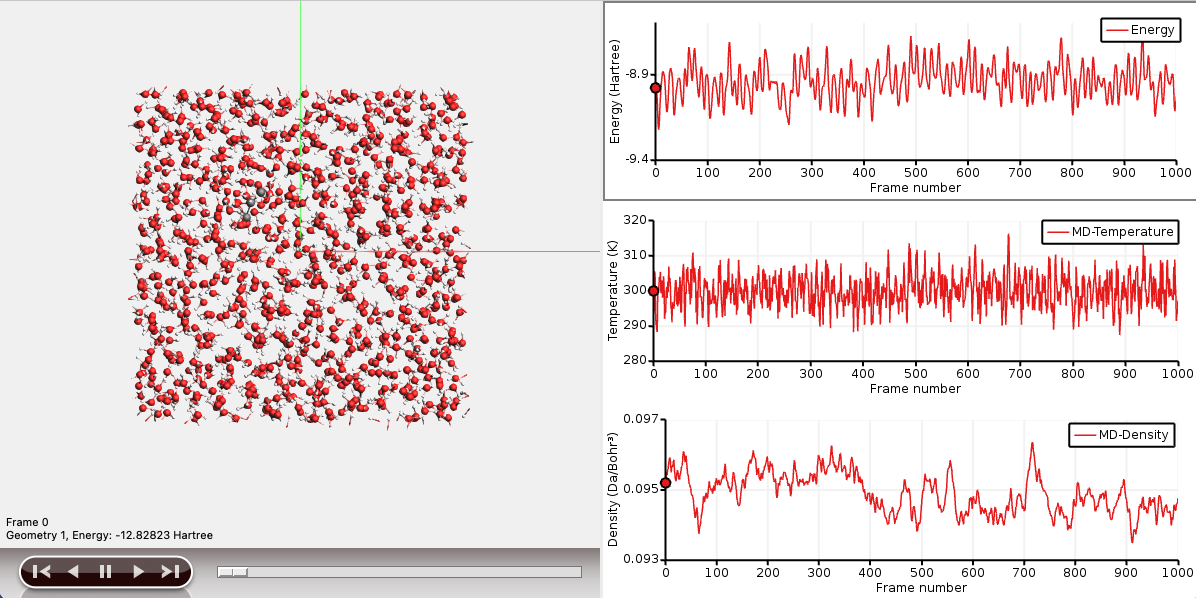 Energy
-8.9
-9.4
Energy (Hartree)
0 100 200 300 400 500 600 700 800 900 1000
Frame number
MD-Temperature
320
310
300
290
280
Temperature (K)
0 100 200 300 400 500 600 700 800 900 1000
Frame number
MD-Density
0.097
0.095
0.093
Density (Da/Bohr³)
0 100 200 300 400 500 600 700 800 900 1000
Frame number
Frame 0
Geometry 1, Energy: -12.82823 Hartree